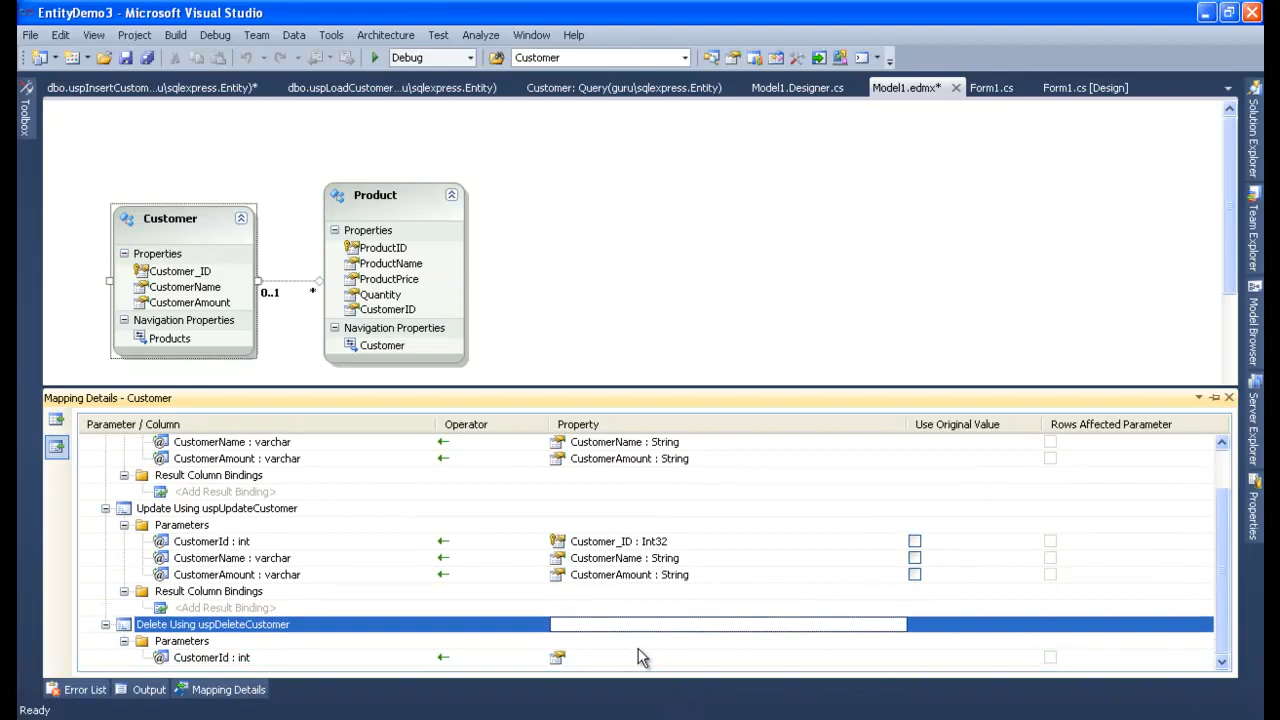 EntityDemo3 - Microsoft Visual Studio
File Edit View Project Build Debug Team Data Tools Architecture Test Analyze Window Help
Debug Customer
dbo.uspInsertCustom...u\sqlexpress.Entity)* dbo.uspLoadCustomer...u\sqlexpress.Entity) Customer: Query(guru\sqlexpress.Entity) Model1.Designer.cs Model1.edmx* Form1.cs Form1.cs [Design]
Toolbox
Solution Explorer
Team Explorer
Model Browser
Server Explorer
Properties
Customer
Properties
Customer_ID
CustomerName
CustomerAmount
Navigation Properties
Products
0..1 *
Product
Properties
ProductID
ProductName
ProductPrice
Quantity
CustomerID
Navigation Properties
Customer
Mapping Details - Customer
Parameter / Column Operator Property Use Original Value Rows Affected Parameter
CustomerName : varchar CustomerName : String
CustomerAmount : varchar CustomerAmount : String
Result Column Bindings
<Add Result Binding>
Update Using uspUpdateCustomer
Parameters
CustomerId : int Customer_ID : Int32
CustomerName : varchar CustomerName : String
CustomerAmount : varchar CustomerAmount : String
Result Column Bindings
<Add Result Binding>
Delete Using uspDeleteCustomer
Parameters
CustomerId : int
Error List Output Mapping Details
Ready